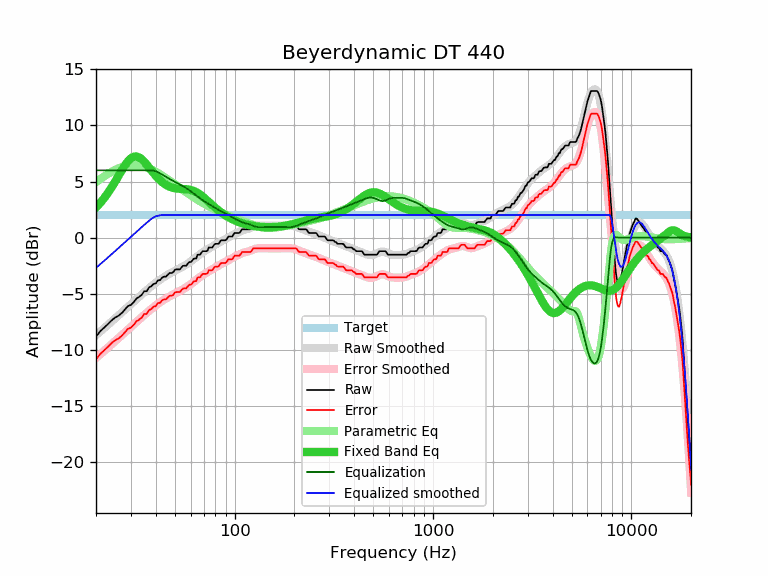 Beyerdynamic DT 440
15
10
5
0
−5
−10
−15
−20
Amplitude (dBr)
Target
Raw Smoothed
Error Smoothed
Raw
Error
Parametric Eq
Fixed Band Eq
Equalization
Equalized smoothed
100
1000
10000
Frequency (Hz)